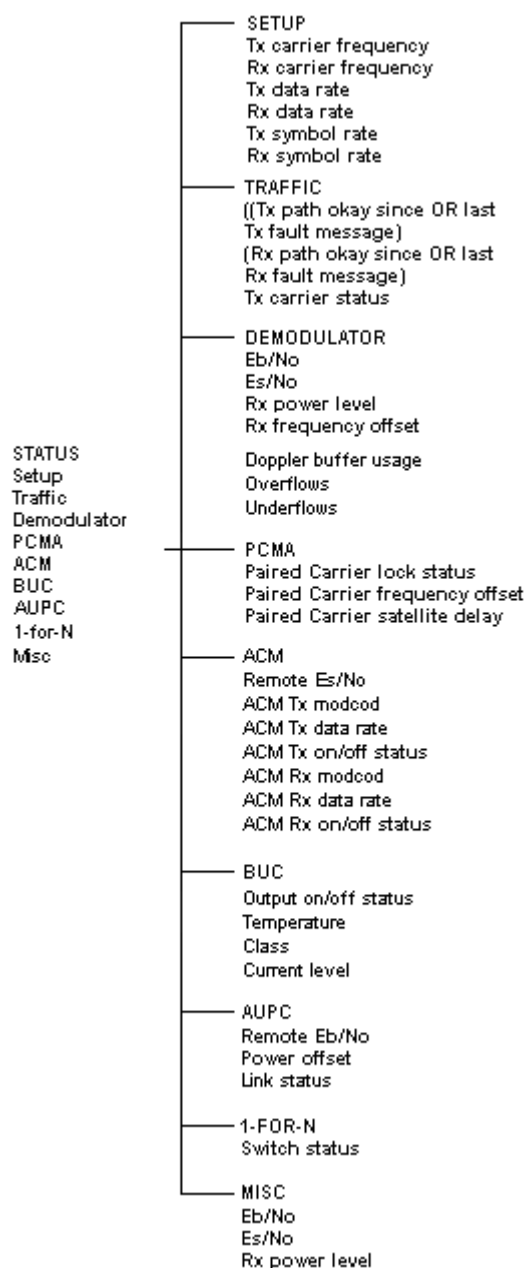 SETUP
Tx carrier frequency
Rx carrier frequency
Tx data rate
Rx data rate
Tx symbol rate
Rx symbol rate
TRAFFIC
((Tx path okay since OR last
Tx fault message)
(Rx path okay since OR last
Rx fault message)
Tx carrier status
DEMODULATOR
Eb/No
Es/No
Rx power level
Rx frequency offset
Doppler buffer usage
Overflows
Underflows
STATUS
Setup
Traffic
Demodulator
PCMA
ACM
BUC
AUPC
1-for-N
Misc
PCMA
Paired Carrier lock status
Paired Carrier frequency offset
Paired Carrier satellite delay
ACM
Remote Es/No
ACM Tx modcod
ACM Tx data rate
ACM Tx on/off status
ACM Rx modcod
ACM Rx data rate
ACM Rx on/off status
BUC
Output on/off status
Temperature
Class
Current level
AUPC
Remote Eb/No
Power offset
Link status
1-FOR-N
Switch status
MISC
Eb/No
Es/No
Rx power level